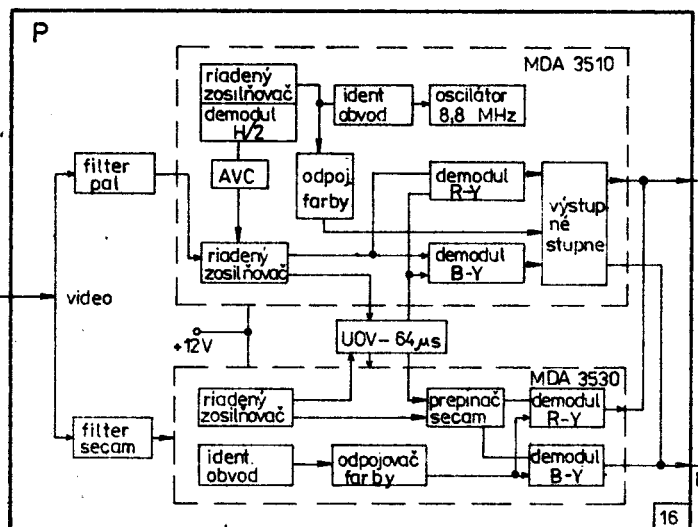 P
MDA 3510
riadený
zosilňovač
demodul
H/2
ident
obvod
oscilátor
8,8 MHz
filter
pal
AVC
odpoj.
farby
demodul
R-Y
výstup
né
stupne
riadený
zosilňovač
demodul
B-Y
video
+12V
UOV-64µs
MDA 3530
riadený
zosilňovač
prepínač
secam
demodul
R-Y
filter
secam
ident.
obvod
odpojovač
farby
demodul
B-Y
16